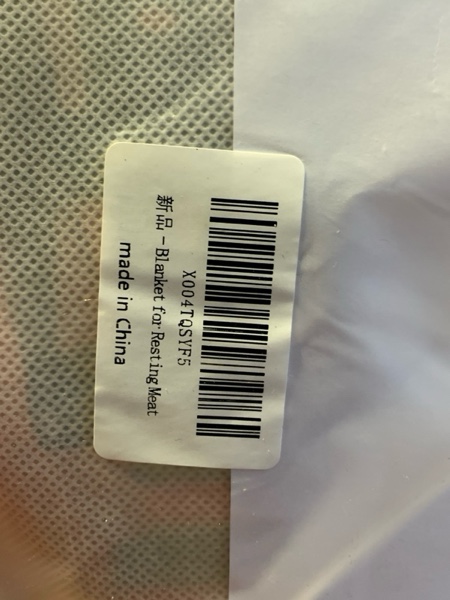 X004TQSYF5
新品 - Blanket for Resting Meat
made in China